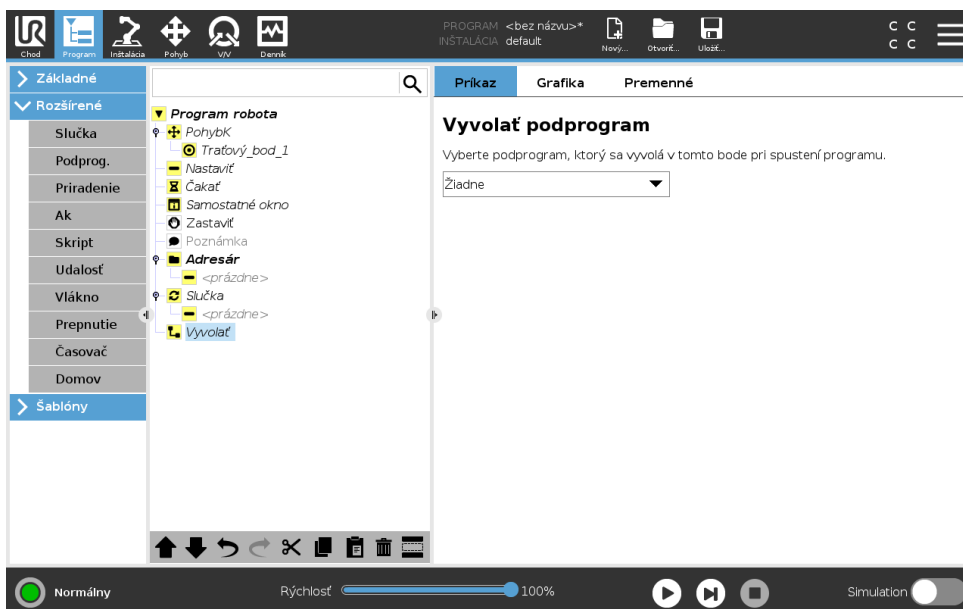 PROGRAM <bez názvu>*
INŠTALÁCIA default
Chod Program Inštalácia Pohyb V/V Denník Nový... Otvoriť... Uložiť...
C C
C C
Základné
Rozšírené
Slučka
Podprog.
Priradenie
Ak
Skript
Udalosť
Vlákno
Prepnutie
Časovač
Domov
Šablóny
Program robota
PohybK
Traťový_bod_1
Nastaviť
Čakať
Samostatné okno
Zastaviť
Poznámka
Adresár
<prázdne>
Slučka
<prázdne>
Vyvolať
Príkaz Grafika Premenné
Vyvolať podprogram
Vyberte podprogram, ktorý sa vyvolá v tomto bode pri spustení programu.
Žiadne
Normálny Rýchlosť 100% Simulation